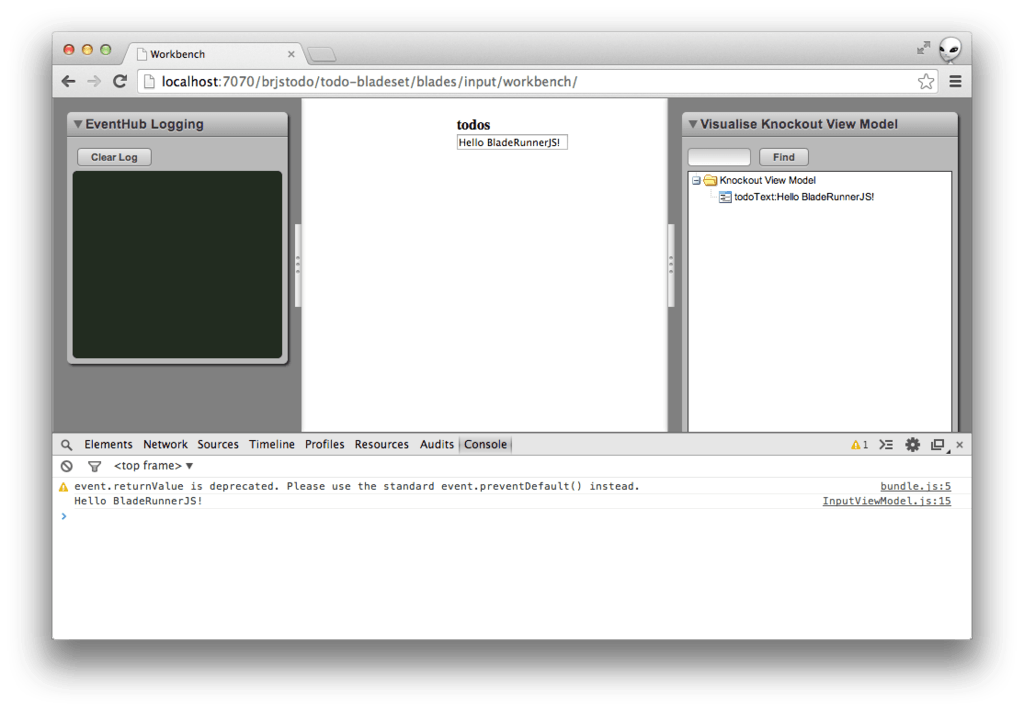 Workbench
localhost:7070/brjstodo/todo-bladeset/blades/input/workbench/
EventHub Logging
Clear Log
todos
Hello BladeRunnerJS!
Visualise Knockout View Model
Find
Knockout View Model
todoText:Hello BladeRunnerJS!
Elements Network Sources Timeline Profiles Resources Audits Console 1
<top frame>
event.returnValue is deprecated. Please use the standard event.preventDefault() instead. bundle.js:5
Hello BladeRunnerJS! InputViewModel.js:15